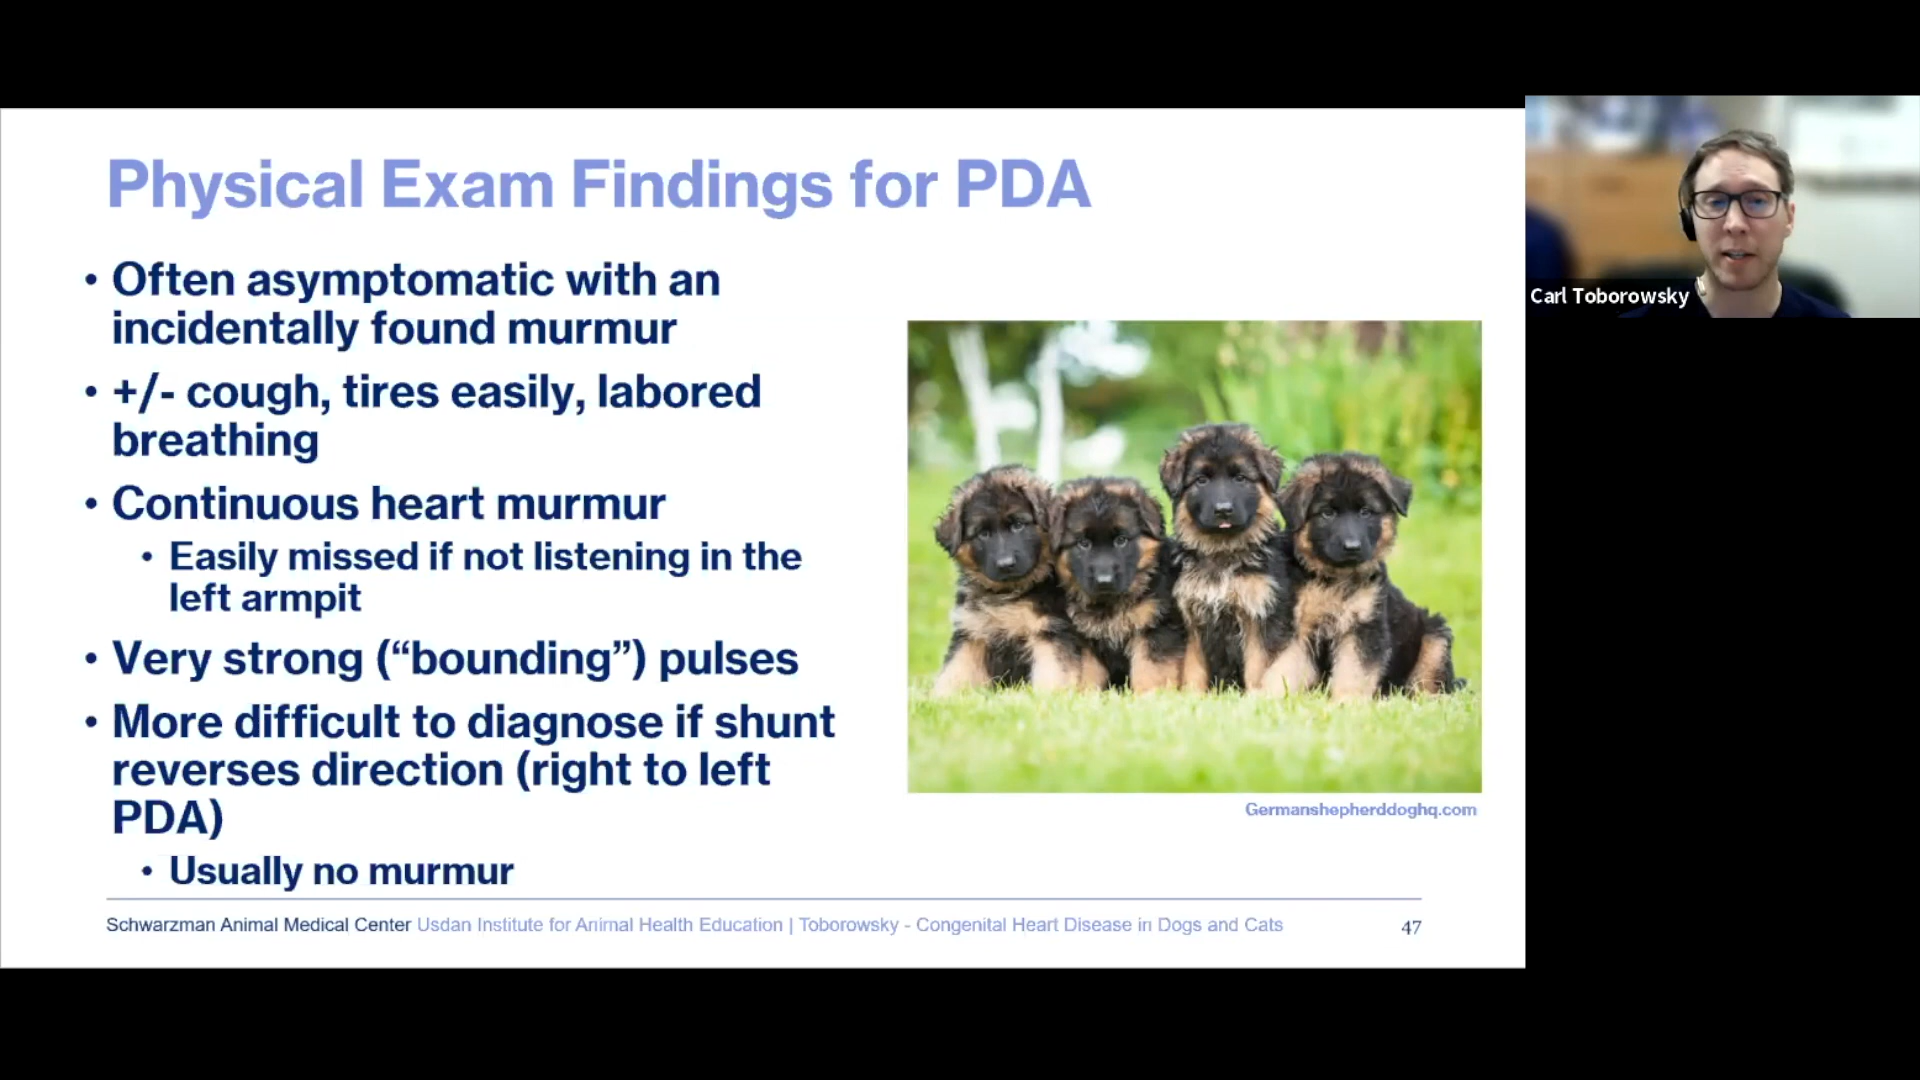 Physical Exam Findings for PDA
• Often asymptomatic with an
incidentally found murmur
• +/- cough, tires easily, labored
breathing
• Continuous heart murmur
• Easily missed if not listening in the
left armpit
• Very strong (“bounding”) pulses
• More difficult to diagnose if shunt
reverses direction (right to left
PDA)
• Usually no murmur
Germanshepherddoghq.com
Schwarzman Animal Medical Center Usdan Institute for Animal Health Education | Toborowsky - Congenital Heart Disease in Dogs and Cats 47
Carl Toborowsky